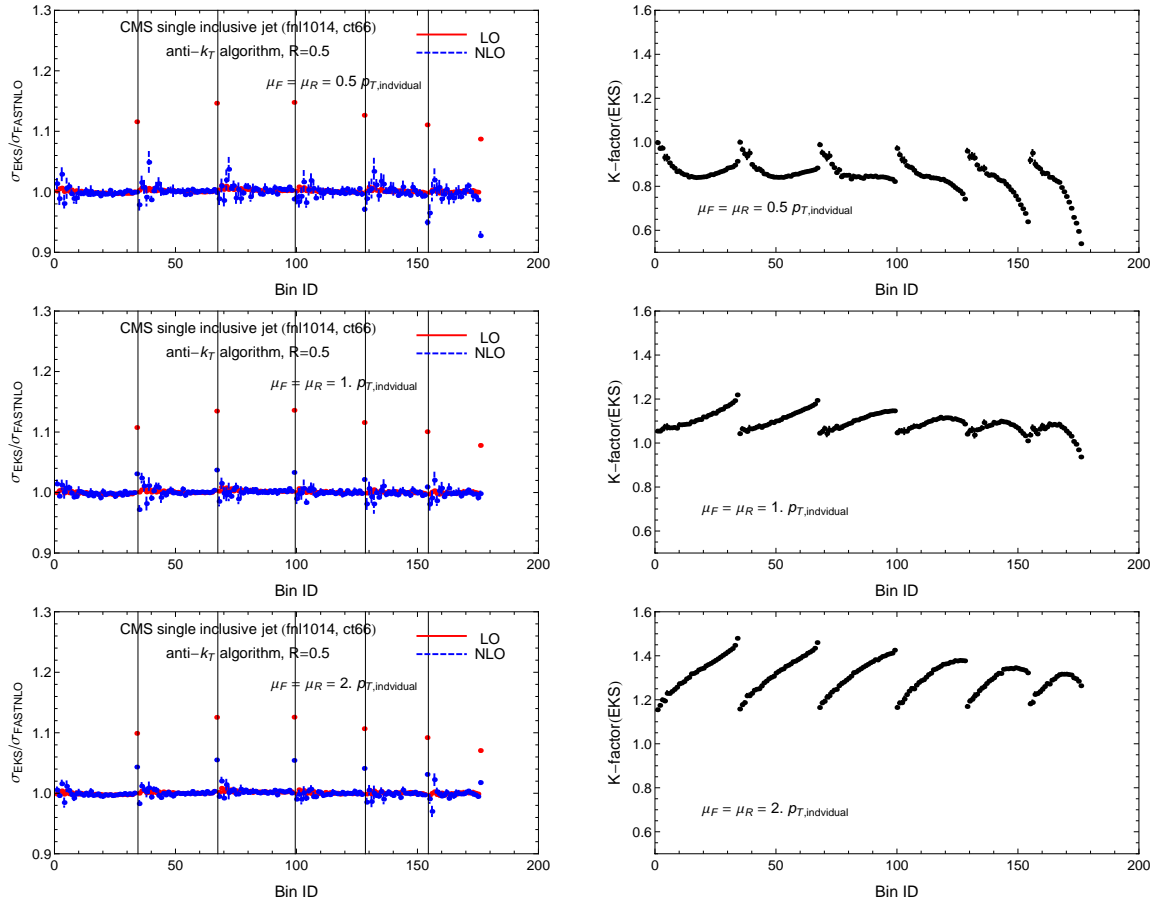 CMS single inclusive jet (fnl1014, ct66)
anti−kT algorithm, R=0.5
μF = μR = 0.5 pT,indvidual
LO
NLO
σEKS/σFASTNLO
1.3
1.2
1.1
1.0
0.9
0 50 100 150 200
Bin ID
K−factor(EKS)
1.6
1.4
1.2
1.0
0.8
0.6
μF = μR = 0.5 pT,individual
0 50 100 150 200
Bin ID
CMS single inclusive jet (fnl1014, ct66)
anti−kT algorithm, R=0.5
μF = μR = 1. pT,indvidual
LO
NLO
σEKS/σFASTNLO
1.3
1.2
1.1
1.0
0.9
0 50 100 150 200
Bin ID
K−factor(EKS)
1.6
1.4
1.2
1.0
0.8
0.6
μF = μR = 1. pT,individual
0 50 100 150 200
Bin ID
CMS single inclusive jet (fnl1014, ct66)
anti−kT algorithm, R=0.5
μF = μR = 2. pT,indvidual
LO
NLO
σEKS/σFASTNLO
1.3
1.2
1.1
1.0
0.9
0 50 100 150 200
Bin ID
K−factor(EKS)
1.6
1.4
1.2
1.0
0.8
0.6
μF = μR = 2. pT,individual
0 50 100 150 200
Bin ID